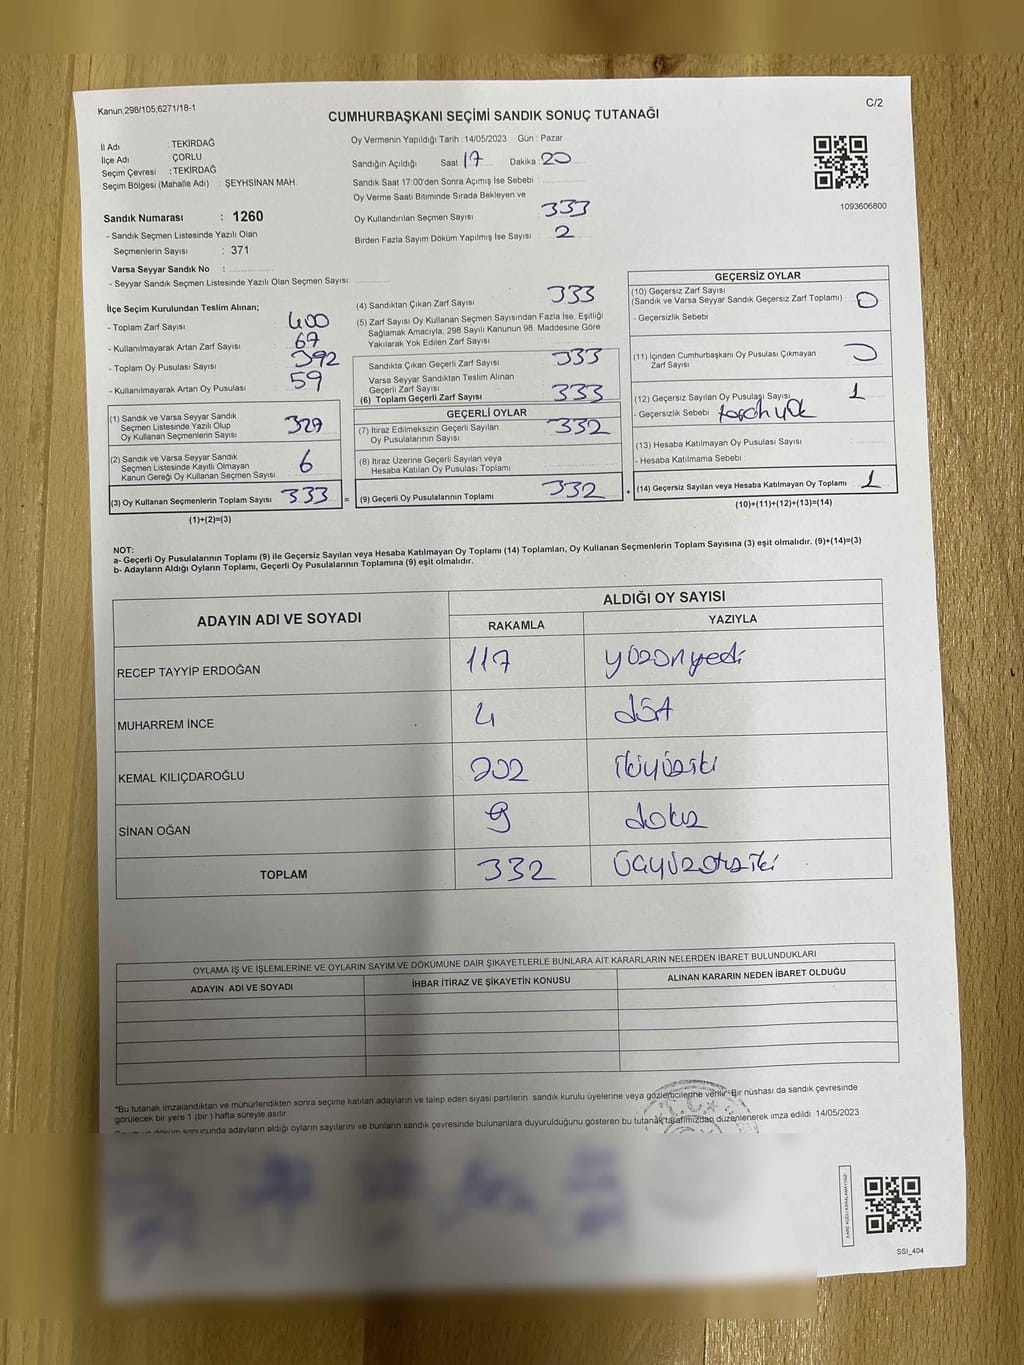 Kanun:298/105,6271/18-1
C/2
CUMHURBAŞKANI SEÇİMİ SANDIK SONUÇ TUTANAĞI
İl Adı : TEKİRDAĞ
İlçe Adı : ÇORLU
Seçim Çevresi : TEKİRDAĞ
Seçim Bölgesi (Mahalle Adı) : ŞEYHSİNAN MAH.
Sandık Numarası : 1260
- Sandık Seçmen Listesinde Yazılı Olan
Seçmenlerin Sayısı : 371
Varsa Seyyar Sandık No :
- Seyyar Sandık Seçmen Listesinde Yazılı Olan Seçmen Sayısı:
Oy Vermenin Yapıldığı Tarih :14/05/2023 Gün : Pazar
Sandığın Açıldığı Saat 17 Dakika 20
Sandık Saat 17.00'den Sonra Açımış İse Sebebi :
Oy Verme Saati Bitiminde Sırada Bekleyen ve
Oy Kullandırılan Seçmen Sayısı : 333
Birden Fazla Sayım Döküm Yapılmış İse Sayısı : 2
1093606800
İlçe Seçim Kurulundan Teslim Alınan;
- Toplam Zarf Sayısı : 400
- Kullanılmayarak Artan Zarf Sayısı : 67
- Toplam Oy Pusulası Sayısı : 392
- Kullanılmayarak Artan Oy Pusulası : 59
(1) Sandık ve Varsa Seyyar Sandık
Seçmen Listesinde Yazılı Olup
Oy Kullanan Seçmenlerin Sayısı 
329
(2) Sandık ve Varsa Seyyar Sandık
Seçmen Listesinde Kayıtlı Olmayan
Kanun Gereği Oy Kullanan Seçmen Sayısı : 6
(3) Oy Kullanan Seçmenlerin Toplam Sayısı : 333 =
(1)+(2)=(3)
(4) Sandıktan Çıkan Zarf Sayısı : 333
(5) Zarf Sayısı Oy Kullanan Seçmen Sayısından Fazla İse, Eşitliği
Sağlamak Amacıyla, 298 Sayılı Kanunun 98. Maddesine Göre
Yakılarak Yok Edilen Zarf Sayısı
Sandıkta Çıkan Geçerli Zarf Sayısı : 333
Varsa Seyyar Sandıktan Teslim Alınan
Geçerli Zarf Sayısı
(6) Toplam Geçerli Zarf Sayısı : 333
GEÇERLİ OYLAR
(7) İtiraz Edilmeksizin Geçerli Sayılan
Oy Pusulalarının Sayısı : 332
(8) İtiraz Üzerine Geçerli Sayılan veya
Hesaba Katılan Oy Pusulası Toplamı :
(9) Geçerli Oy Pusulalarının Toplamı : 332 +
GEÇERSİZ OYLAR
(10) Geçersiz Zarf Sayısı
(Sandık ve Varsa Seyyar Sandık Geçersiz Zarf Toplamı) : 0
- Geçersizlik Sebebi
(11) İçinden Cumhurbaşkanı Oy Pusulası Çıkmayan
Zarf Sayısı
(12) Geçersiz Sayılan Oy Pusulası Sayısı : 1
- Geçersizlik Sebebi :
(13) Hesaba Katılmayan Oy Pusulası Sayısı
- Hesaba Katılmama Sebebi :
(14) Geçersiz Sayılan veya Hesaba Katılmayan Oy Toplamı : 1
(10)+(11)+(12)+(13)=(14)
NOT:
a- Geçerli Oy Pusulalarının Toplamı (9) ile Geçersiz Sayılan veya Hesaba Katılmayan Oy Toplamı (14) Toplamları, Oy Kullanan Seçmenlerin Toplam Sayısına (3) eşit olmalıdır. (9)+(14)=(3)
b- Adayların Aldığı Oyların Toplamı, Geçerli Oy Pusulalarının Toplamına (9) eşit olmalıdır.
ADAYIN ADI VE SOYADI
ALDIĞI OY SAYISI
RAKAMLA YAZIYLA
RECEP TAYYİP ERDOĞAN 117 yüzonyedi
MUHARREM İNCE 4 dört
KEMAL KILIÇDAROĞLU 202 ikiyüziki
SİNAN OĞAN 9 dokuz
TOPLAM 332 üçyüzotuziki
OYLAMA İŞ VE İŞLEMLERİNE VE OYLARIN SAYIM VE DÖKÜMÜNE DAİR ŞİKAYETLERLE BUNLARA AİT KARARLARIN NELERDEN İBARET BULUNDUKLARI
ADAYIN ADI VE SOYADI İHBAR İTİRAZ VE ŞİKAYETİN KONUSU ALINAN KARARIN NEDEN İBARET OLDUĞU
*Bu tutanak imzalandıktan ve mühürlendikten sonra seçime katılan adayların ve talep eden siyasi partilerin sandık kurulu üyelerine veya gözlemcilerine verilir. Bir nüshası da sandık çevresinde
görülecek bir yere 1 (bir ) hafta süreyle asılır.
döküm sonucunda adayların aldığı oyların sayılarını ve bunların sandık çevresinde bulunanlara duyurulduğunu gösteren bu tutanak tarafımızdan düzenlenerek imza edildi. 14/05/2023
SSİ_404